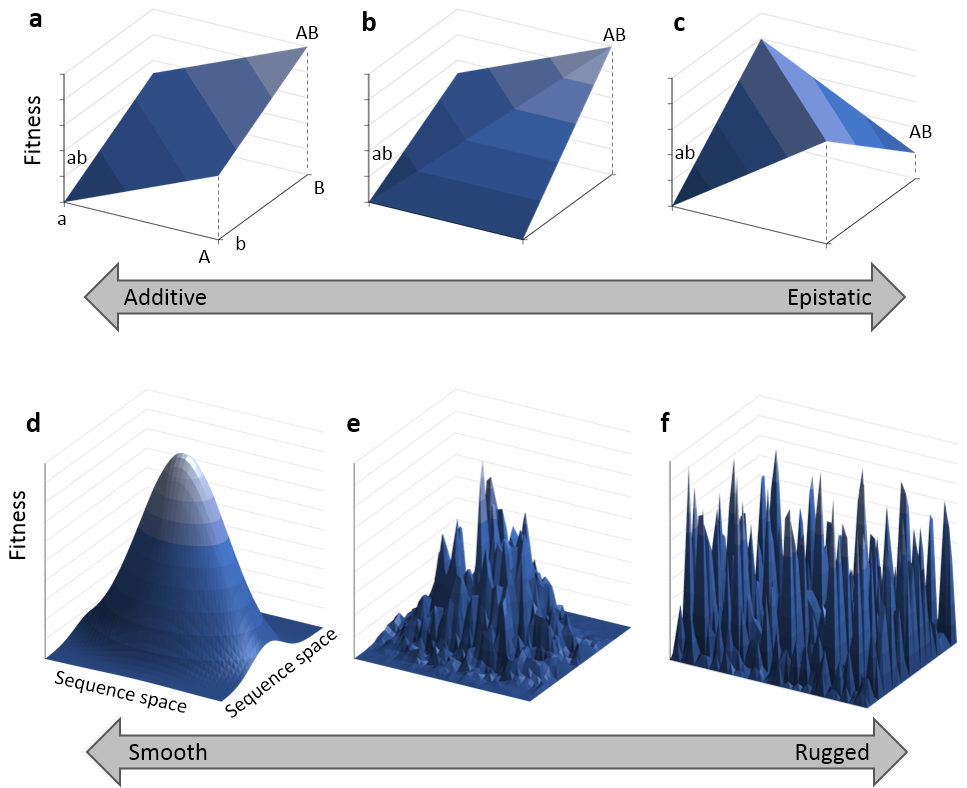 a
b
c
AB
AB
AB
Fitness
ab
ab
ab
a
A
b
B
Additive
Epistatic
d
e
f
Fitness
Sequence space
Sequence space
Smooth
Rugged